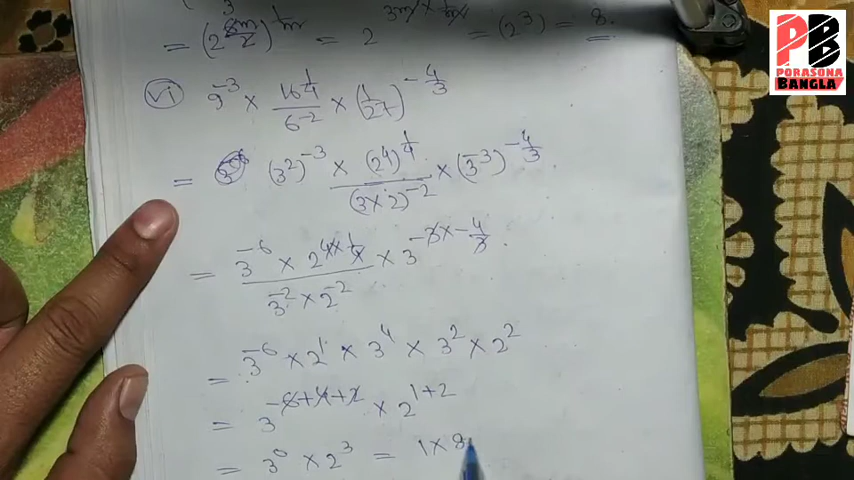 3
= (2^{3m/2})^{1/m} = 2^{3m × 1/m} = (2^3) = 8.
PB
PORASONA
BANGLA
(vi) 9^{-3} × 16^{1/4}/6^{-2} × (1/27)^{-4/3}
= (3^2)^{-3} × (2^4)^{1/4}/(3×2)^{-2} × (3^{-3})^{-4/3}
= 3^{-6} × 2^{4×1/4}/3^{-2} × 2^{-2} × 3^{-3×-4/3}
= 3^{-6} × 2^1 × 3^4 × 3^2 × 2^2
= 3^{-6+4+2} × 2^{1+2}
= 3^0 × 2^3 = 1×8